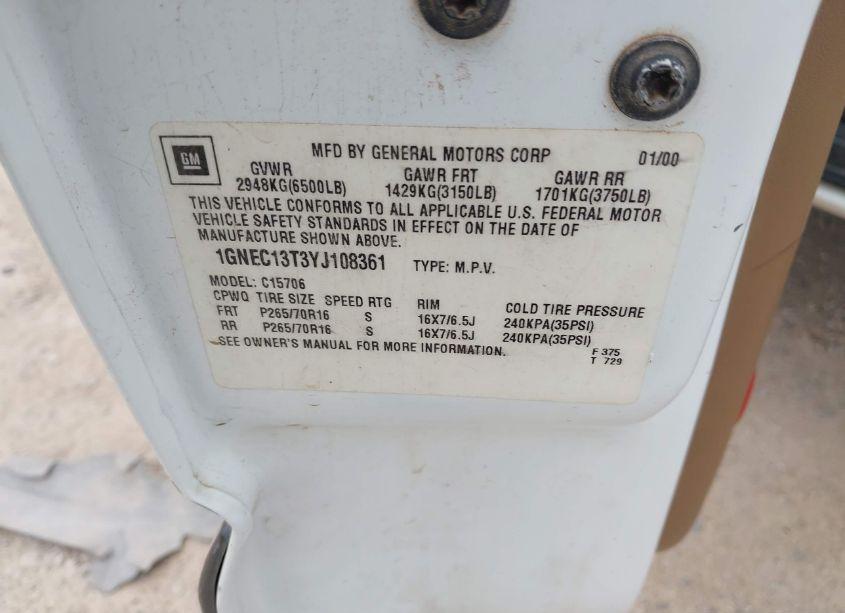 GM
MFD BY GENERAL MOTORS CORP 01/00
GVWR GAWR FRT GAWR RR
2948KG(6500LB) 1429KG(3150LB) 1701KG(3750LB)
THIS VEHICLE CONFORMS TO ALL APPLICABLE U.S. FEDERAL MOTOR
VEHICLE SAFETY STANDARDS IN EFFECT ON THE DATE OF
MANUFACTURE SHOWN ABOVE.
1GNEC13T3YJ108361 TYPE: M.P.V.
MODEL: C15706
CPWQ TIRE SIZE SPEED RTG RIM COLD TIRE PRESSURE
FRT P265/70R16 S 16X7/6.5J 240KPA(35PSI)
RR P265/70R16 S 16X7/6.5J 240KPA(35PSI)
SEE OWNER'S MANUAL FOR MORE INFORMATION.
F 375
T 729